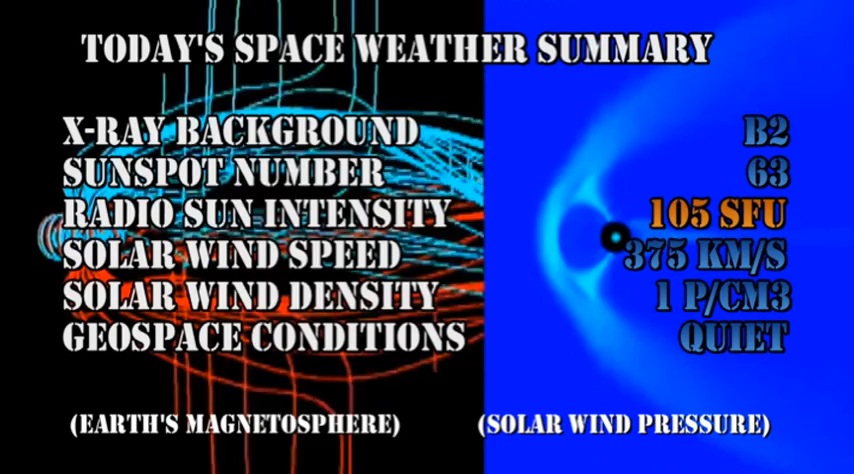 TODAY'S SPACE WEATHER SUMMARY
X-RAY BACKGROUND B2
SUNSPOT NUMBER 63
RADIO SUN INTENSITY 105 SFU
SOLAR WIND SPEED 375 KM/S
SOLAR WIND DENSITY 1 P/CM3
GEOSPACE CONDITIONS QUIET
(EARTH'S MAGNETOSPHERE) (SOLAR WIND PRESSURE)